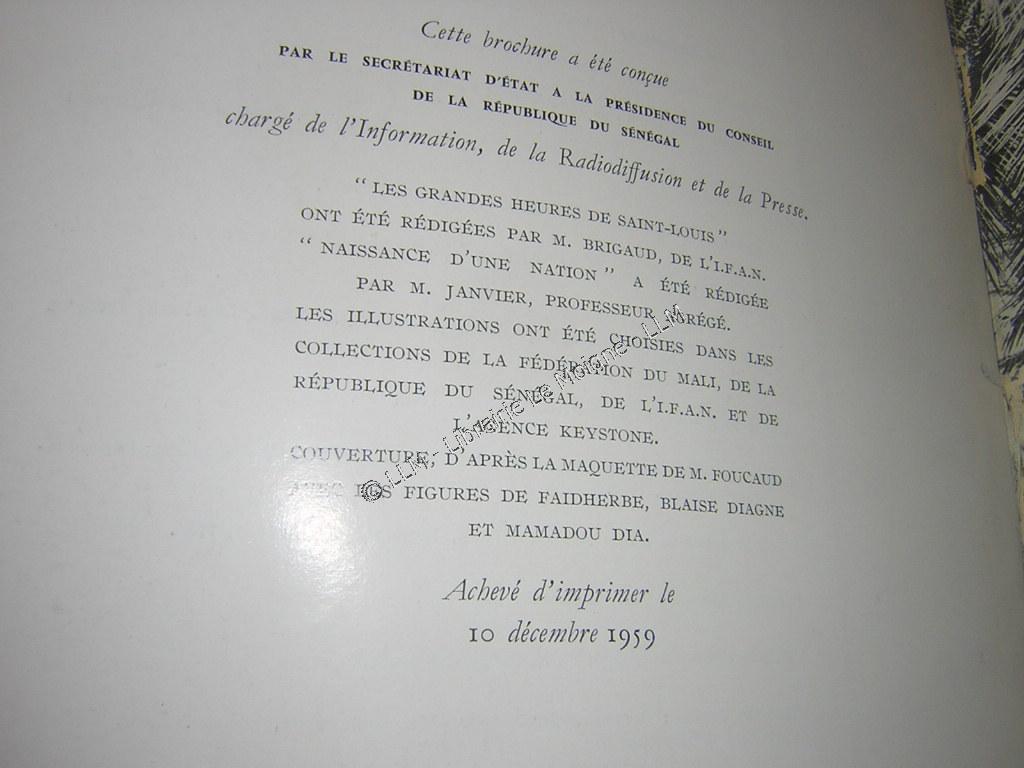 Cette brochure a été conçue
PAR LE SECRÉTARIAT D'ÉTAT A LA PRÉSIDENCE DU CONSEIL
DE LA RÉPUBLIQUE DU SÉNÉGAL
chargé de l'Information, de la Radiodiffusion et de la Presse.
“ LES GRANDES HEURES DE SAINT-LOUIS ”
ONT ÉTÉ RÉDIGÉES PAR M. BRIGAUD, DE L'I.F.A.N.
“ NAISSANCE D'UNE NATION ” A ÉTÉ RÉDIGÉE
PAR M. JANVIER, PROFESSEUR AGRÉGÉ.
LES ILLUSTRATIONS ONT ÉTÉ CHOISIES DANS LES
COLLECTIONS DE LA FÉDÉRATION DU MALI, DE LA
RÉPUBLIQUE DU SÉNÉGAL, DE L'I.F.A.N. ET DE
L'AGENCE KEYSTONE.
COUVERTURE, D'APRÈS LA MAQUETTE DE M. FOUCAUD
AVEC LES FIGURES DE FAIDHERBE, BLAISE DIAGNE
ET MAMADOU DIA.
Achevé d'imprimer le
10 décembre 1959
© LLM - Librairie Le Moigne - LLM